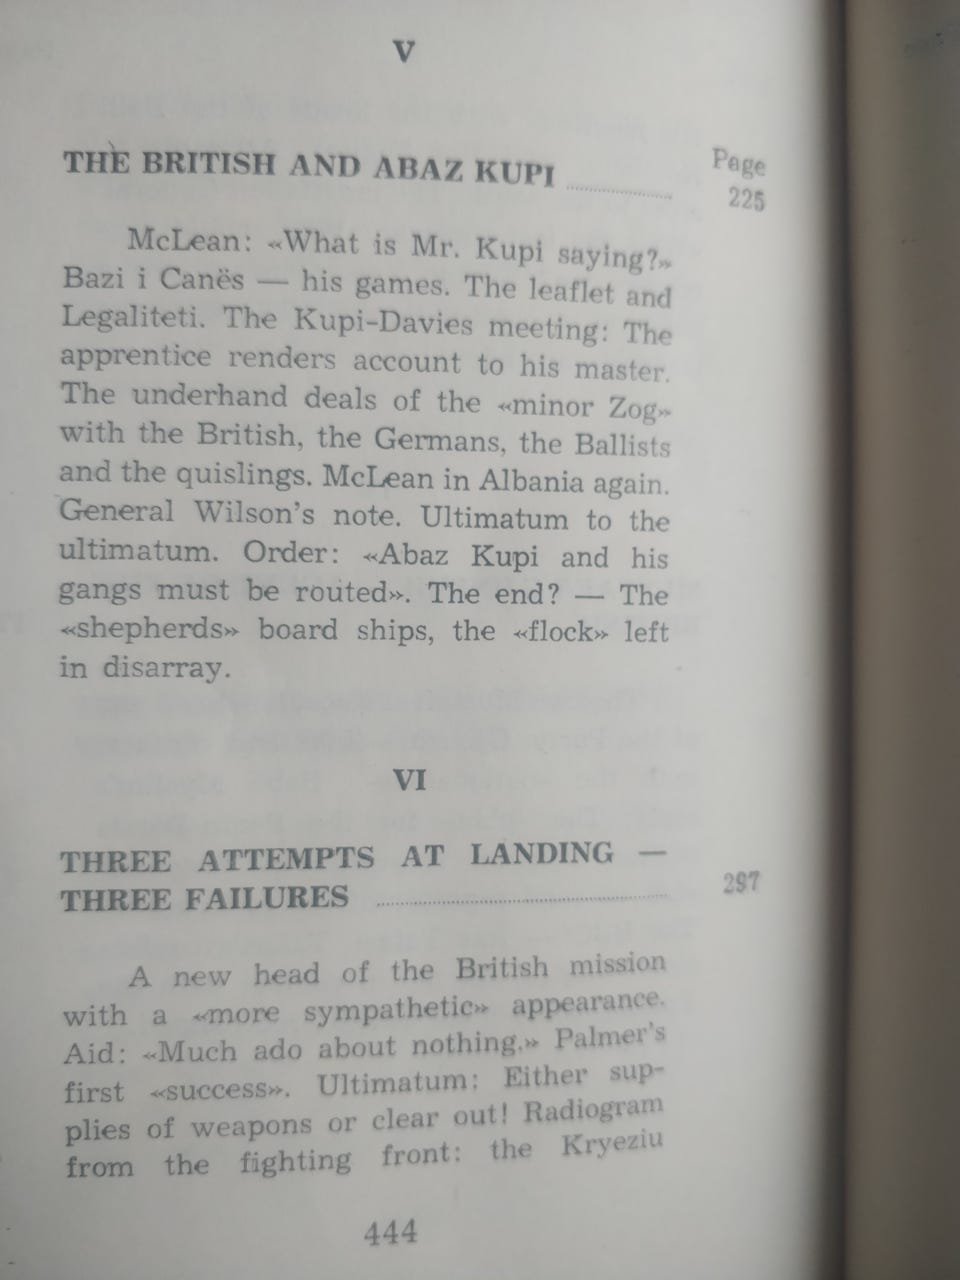 V
Page
THE BRITISH AND ABAZ KUPI ........................ 225
McLean: «What is Mr. Kupi saying?»
Bazi i Canës — his games. The leaflet and
Legaliteti. The Kupi-Davies meeting: The
apprentice renders account to his master.
The underhand deals of the «minor Zog»
with the British, the Germans, the Ballists
and the quislings. McLean in Albania again.
General Wilson's note. Ultimatum to the
ultimatum. Order: «Abaz Kupi and his
gangs must be routed». The end? — The
«shepherds» board ships, the «flock» left
in disarray.
VI
THREE ATTEMPTS AT LANDING —
THREE FAILURES ........................ 297
A new head of the British mission
with a «more sympathetic» appearance.
Aid: «Much ado about nothing.» Palmer's
first «success». Ultimatum: Either sup-
plies of weapons or clear out! Radiogram
from the fighting front: the Kryeziu
444